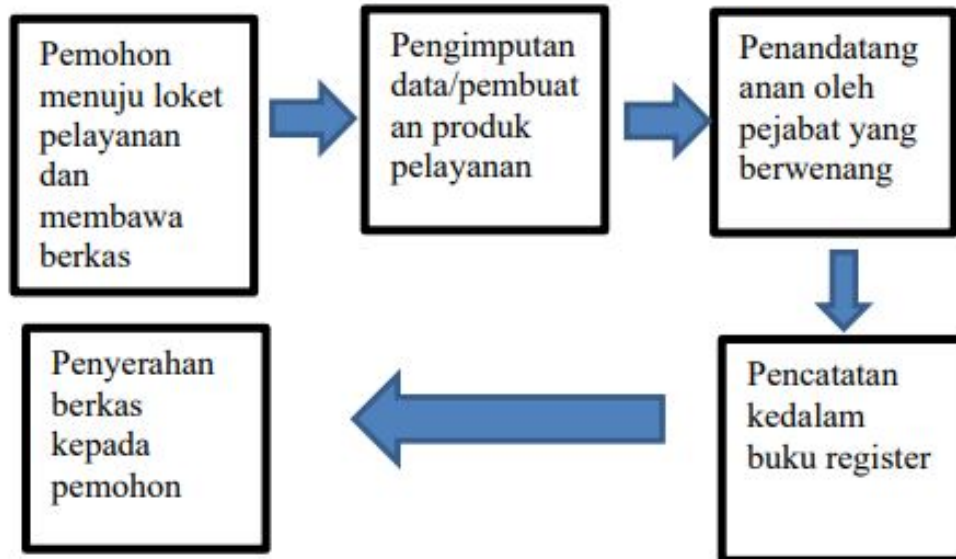 Pemohon
menuju loket
pelayanan
dan
membawa
berkas
Pengimputan
data/pembuat
an produk
pelayanan
Penandatang
anan oleh
pejabat yang
berwenang
Pencatatan
kedalam
buku register
Penyerahan
berkas
kepada
pemohon